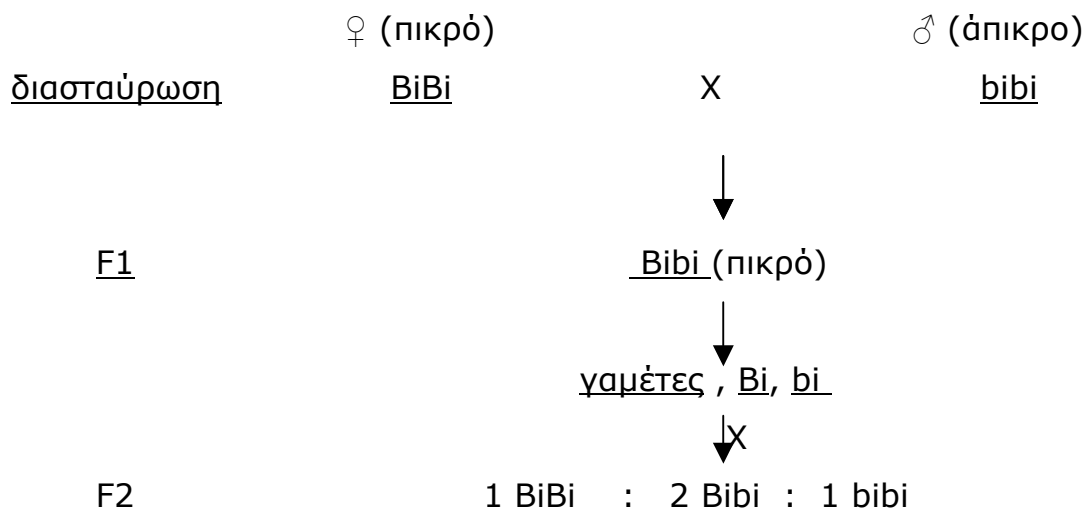 ♀ (πικρό) ♂ (άπικρο)
διασταύρωση BiBi X bibi
F1 Bibi (πικρό)
γαμέτες , Bi, bi
X
F2 1 BiBi : 2 Bibi : 1 bibi